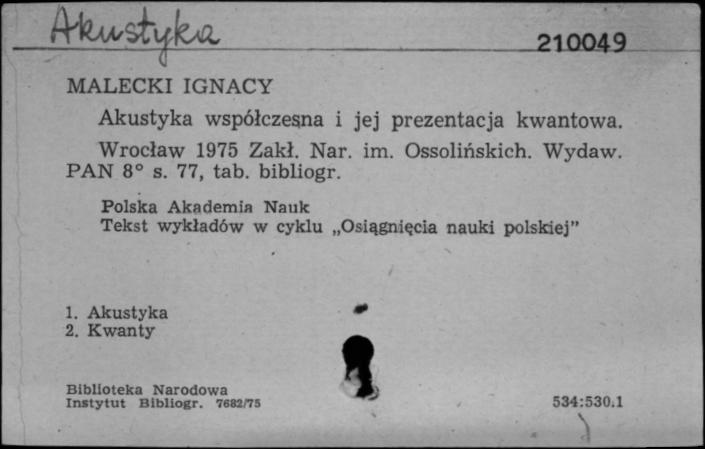 Akustyka
210049
MALECKI IGNACY
Akustyka współczesna i jej prezentacja kwantowa.
Wrocław 1975 Zakł. Nar. im. Ossolińskich. Wydaw.
PAN 8° s. 77, tab. bibliogr.
Polska Akademia Nauk
Tekst wykładów w cyklu „Osiągnięcia nauki polskiej”
1. Akustyka
2. Kwanty
Biblioteka Narodowa
Instytut Bibliogr. 7682/75
534:530.1